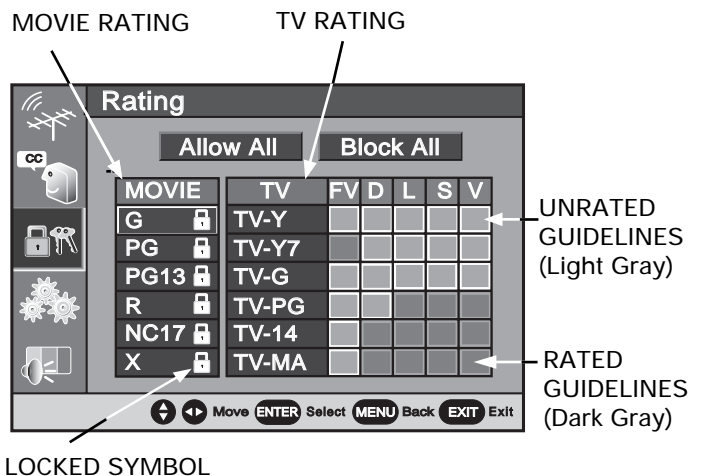 MOVIE RATING
TV RATING
Rating
CC
Allow All
Block All
MOVIE TV FV D L S V
G TV-Y
PG TV-Y7
PG13 TV-G
R TV-PG
NC17 TV-14
X TV-MA
UNRATED
GUIDELINES
(Light Gray)
RATED
GUIDELINES
(Dark Gray)
Move ENTER Select MENU Back EXIT Exit
LOCKED SYMBOL